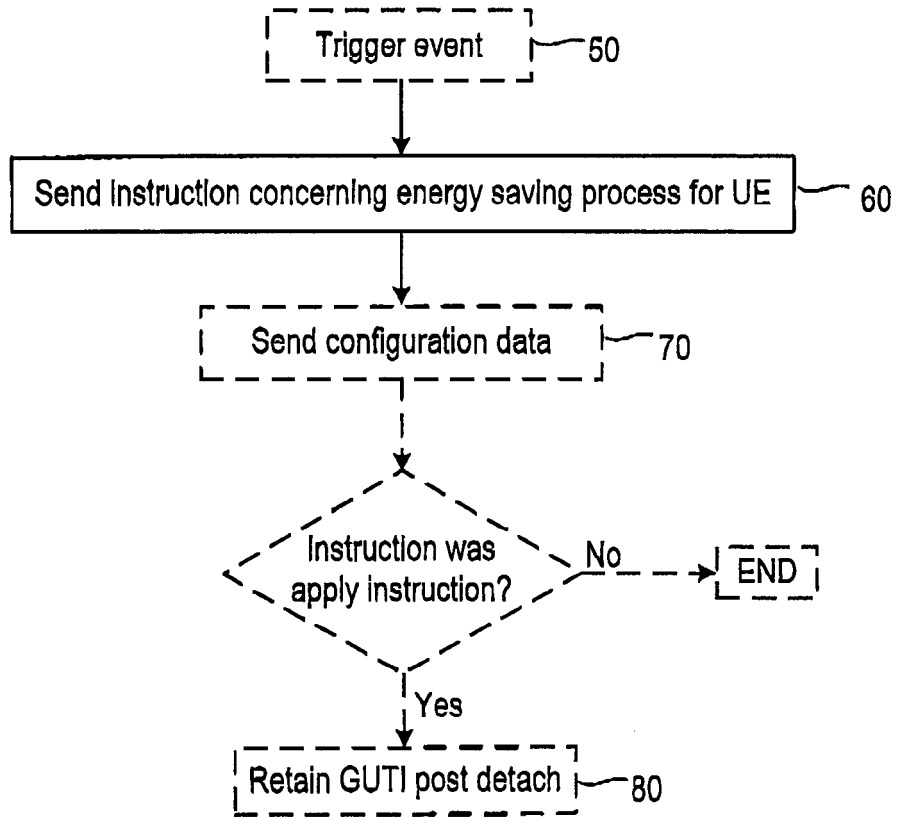 Trigger event
50
Send instruction concerning energy saving process for UE
60
Send configuration data
70
Instruction was
apply instruction?
No
END
Yes
Retain GUTI post detach
80